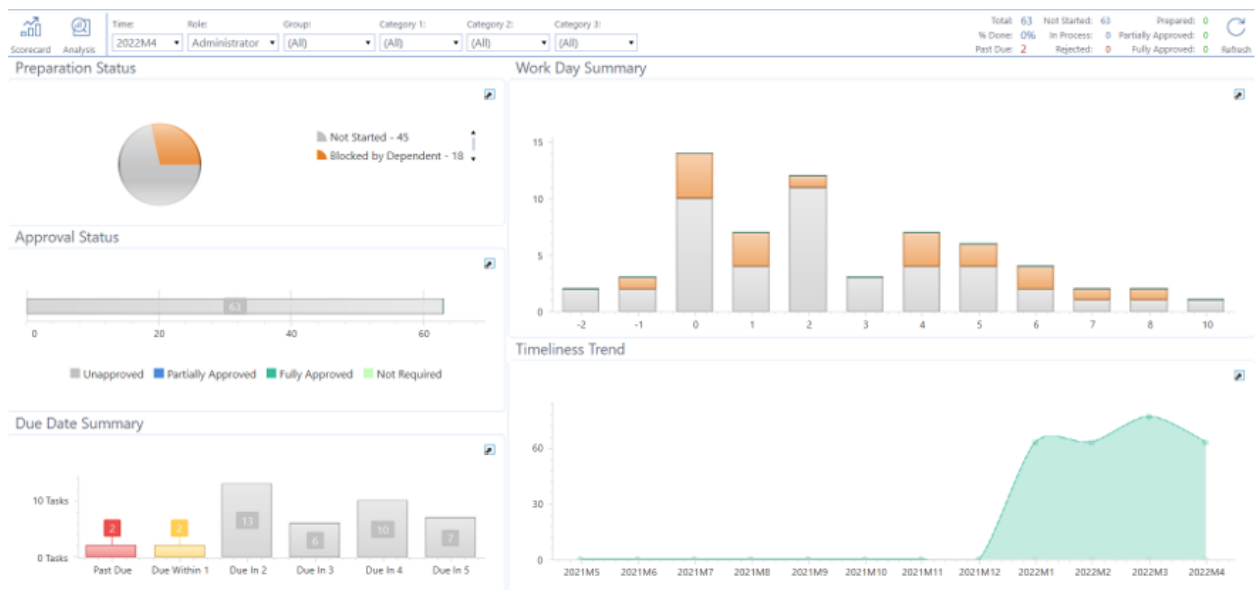 Time: Role: Group: Category 1: Category 2: Category 3:
Scorecard Analysis 2022M4 Administrator (All) (All) (All) (All)
Total: 63 Not Started: 63 Prepared: 0
% Done: 0% In Process: 0 Partially Approved: 0
Past Due: 2 Rejected: 0 Fully Approved: 0 Refresh
Preparation Status
Not Started - 45
Blocked by Dependent - 18
Approval Status
63
0 20 40 60
Unapproved Partially Approved Fully Approved Not Required
Due Date Summary
10 Tasks
0 Tasks
2 2 13 6 10 7
Past Due Due Within 1 Due In 2 Due In 3 Due In 4 Due In 5
Work Day Summary
15
10
5
0
-2 -1 0 1 2 3 4 5 6 7 8 10
Timeliness Trend
60
30
0
2021M5 2021M6 2021M7 2021M8 2021M9 2021M10 2021M11 2021M12 2022M1 2022M2 2022M3 2022M4